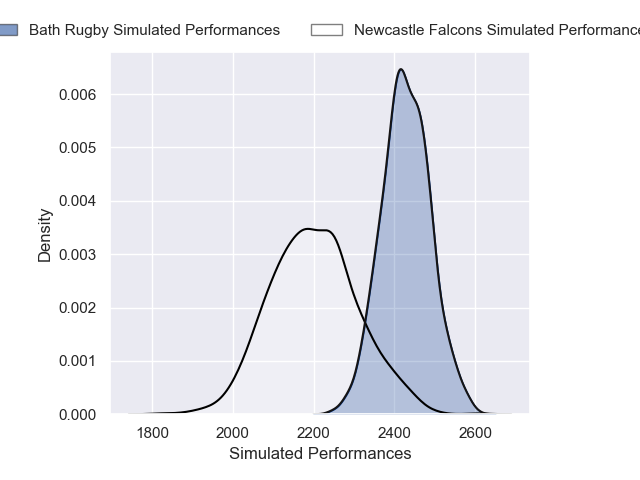 Bath Rugby Simulated Performances
Newcastle Falcons Simulated
Density
0.006
0.005
0.004
0.003
0.002
0.001
0.000
1800 2000 2200 2400 2600
Simulated Performances